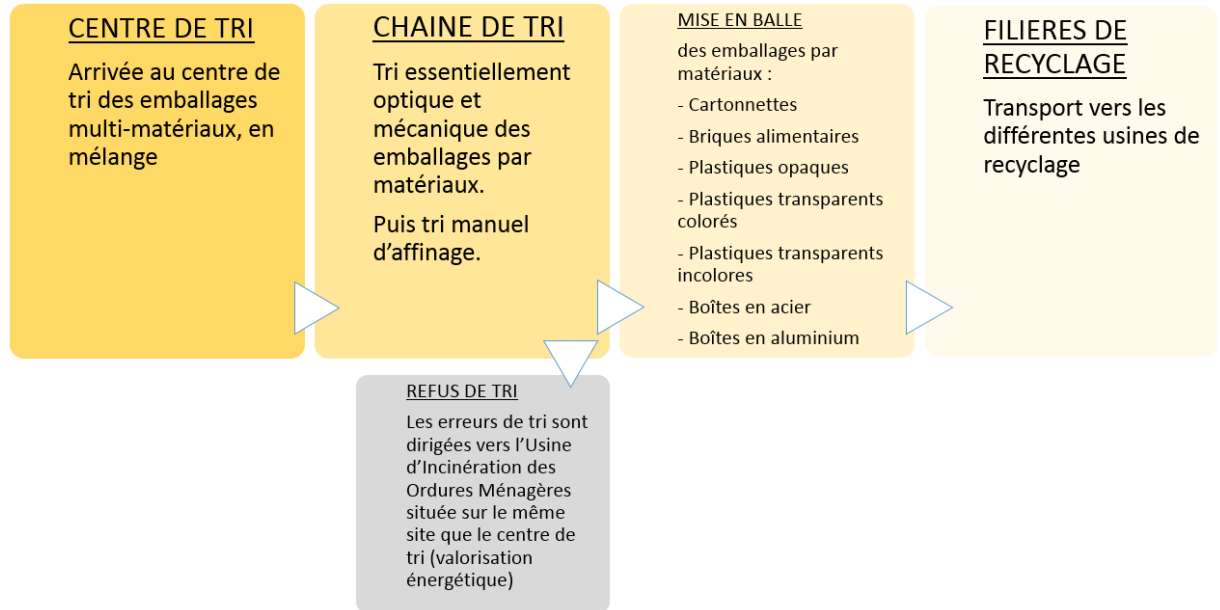 CENTRE DE TRI
Arrivée au centre de
tri des emballages
multi-matériaux, en
mélange
CHAINE DE TRI
Tri essentiellement
optique et
mécanique des
emballages par
matériaux.
Puis tri manuel
d’affinage.
MISE EN BALLE
des emballages par
matériaux :
- Cartonnettes
- Briques alimentaires
- Plastiques opaques
- Plastiques transparents
colorés
- Plastiques transparents
incolores
- Boîtes en acier
- Boîtes en aluminium
FILIERES DE
RECYCLAGE
Transport vers les
différentes usines de
recyclage
REFUS DE TRI
Les erreurs de tri sont
dirigées vers l’Usine
d’Incinération des
Ordures Ménagères
située sur le même
site que le centre de
tri (valorisation
énergétique)